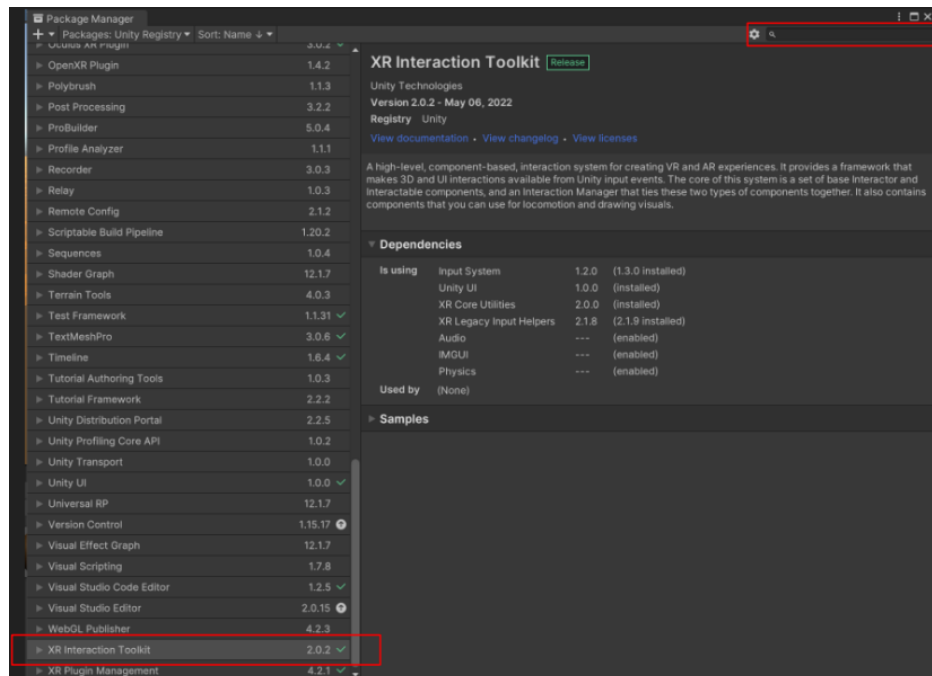 Package Manager
Packages: Unity Registry Sort: Name ↓
Oculus XR Plugin 3.0.2
OpenXR Plugin 1.4.2
Polybrush 1.1.3
Post Processing 3.2.2
ProBuilder 5.0.4
Profile Analyzer 1.1.1
Recorder 3.0.3
Relay 1.0.3
Remote Config 2.1.2
Scriptable Build Pipeline 1.20.2
Sequences 1.0.4
Shader Graph 12.1.7
Terrain Tools 4.0.3
Test Framework 1.1.31
TextMeshPro 3.0.6
Timeline 1.6.4
Tutorial Authoring Tools 1.0.3
Tutorial Framework 2.2.2
Unity Distribution Portal 2.2.5
Unity Profiling Core API 1.0.2
Unity Transport 1.0.0
Unity UI 1.0.0
Universal RP 12.1.7
Version Control 1.15.17
Visual Effect Graph 12.1.7
Visual Scripting 1.7.8
Visual Studio Code Editor 1.2.5
Visual Studio Editor 2.0.15
WebGL Publisher 4.2.3
XR Interaction Toolkit 2.0.2
XR Plugin Management 4.2.1
XR Interaction Toolkit Release
Unity Technologies
Version 2.0.2 - May 06, 2022
Registry Unity
View documentation • View changelog • View licenses
A high-level, component-based, interaction system for creating VR and AR experiences. It provides a framework that
makes 3D and UI interactions available from Unity input events. The core of this system is a set of base Interactor and
Interactable components, and an Interaction Manager that ties these two types of components together. It also contains
components that you can use for locomotion and drawing visuals.
Dependencies
Is using Input System 1.2.0 (1.3.0 installed)
Unity UI 1.0.0 (installed)
XR Core Utilities 2.0.0 (installed)
XR Legacy Input Helpers 2.1.8 (2.1.9 installed)
Audio --- (enabled)
IMGUI --- (enabled)
Physics --- (enabled)
Used by (None)
Samples